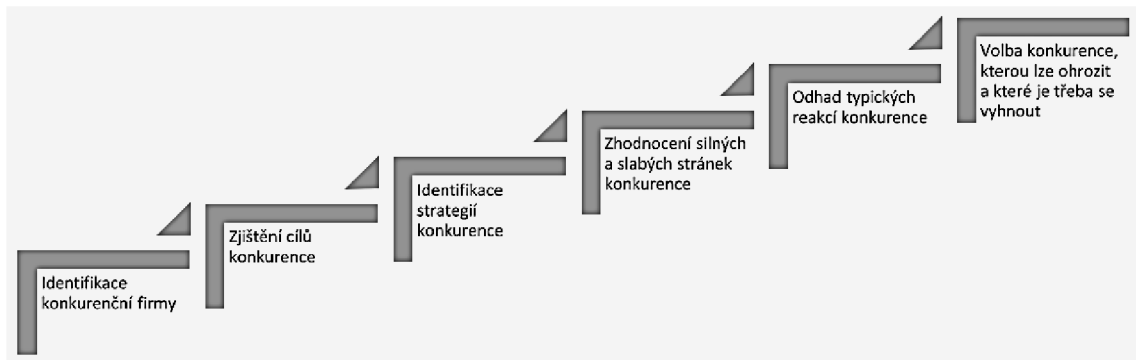 Identifikace
konkurenční firmy
Zjištění cílů
konkurence
Identifikace
strategií
konkurence
Zhodnocení silných
a slabých stránek
konkurence
Odhad typických
reakcí konkurence
Volba konkurence,
kterou lze ohrozit
a které je třeba se
vyhnout